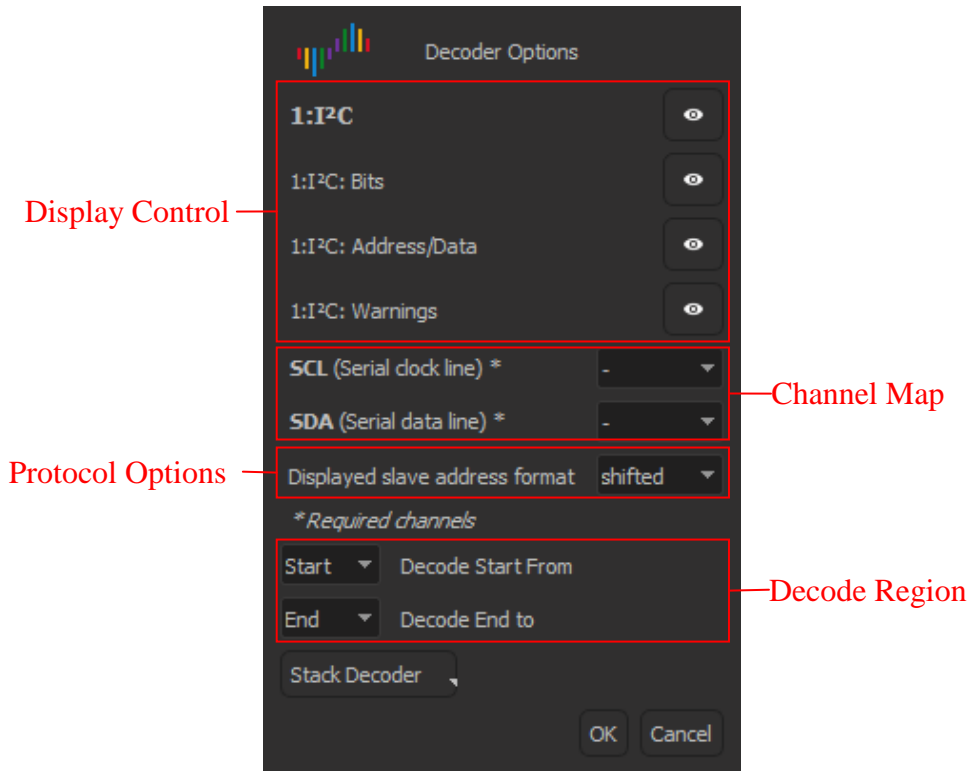 Decoder Options
1:I²C
1:I²C: Bits
Display Control
1:I²C: Address/Data
1:I²C: Warnings
SCL (Serial clock line) * -
Channel Map
SDA (Serial data line) * -
Protocol Options
Displayed slave address format shifted
*Required channels
Start Decode Start From
Decode Region
End Decode End to
Stack Decoder
OK Cancel